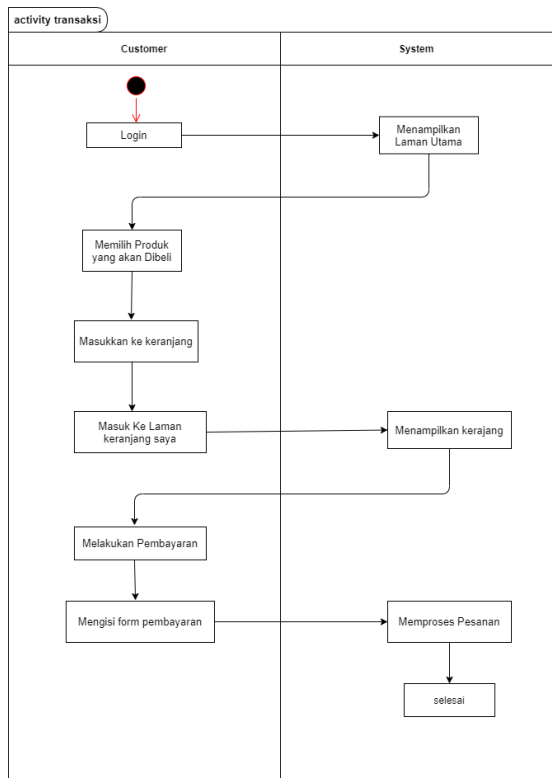 activity transaksi
Customer
System
Login
Menampilkan
Laman Utama
Memilih Produk
yang akan Dibeli
Masukkan ke keranjang
Masuk Ke Laman
keranjang saya
Menampilkan kerajang
Melakukan Pembayaran
Mengisi form pembayaran
Memproses Pesanan
selesai